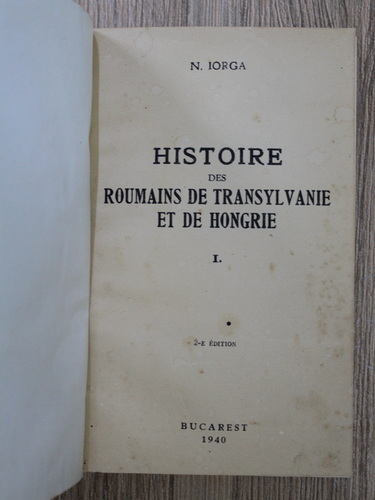 N. IORGA
HISTOIRE
DES
ROUMAINS DE TRANSYLVANIE
ET DE HONGRIE
I.
2-E ÉDITION
BUCAREST
1940